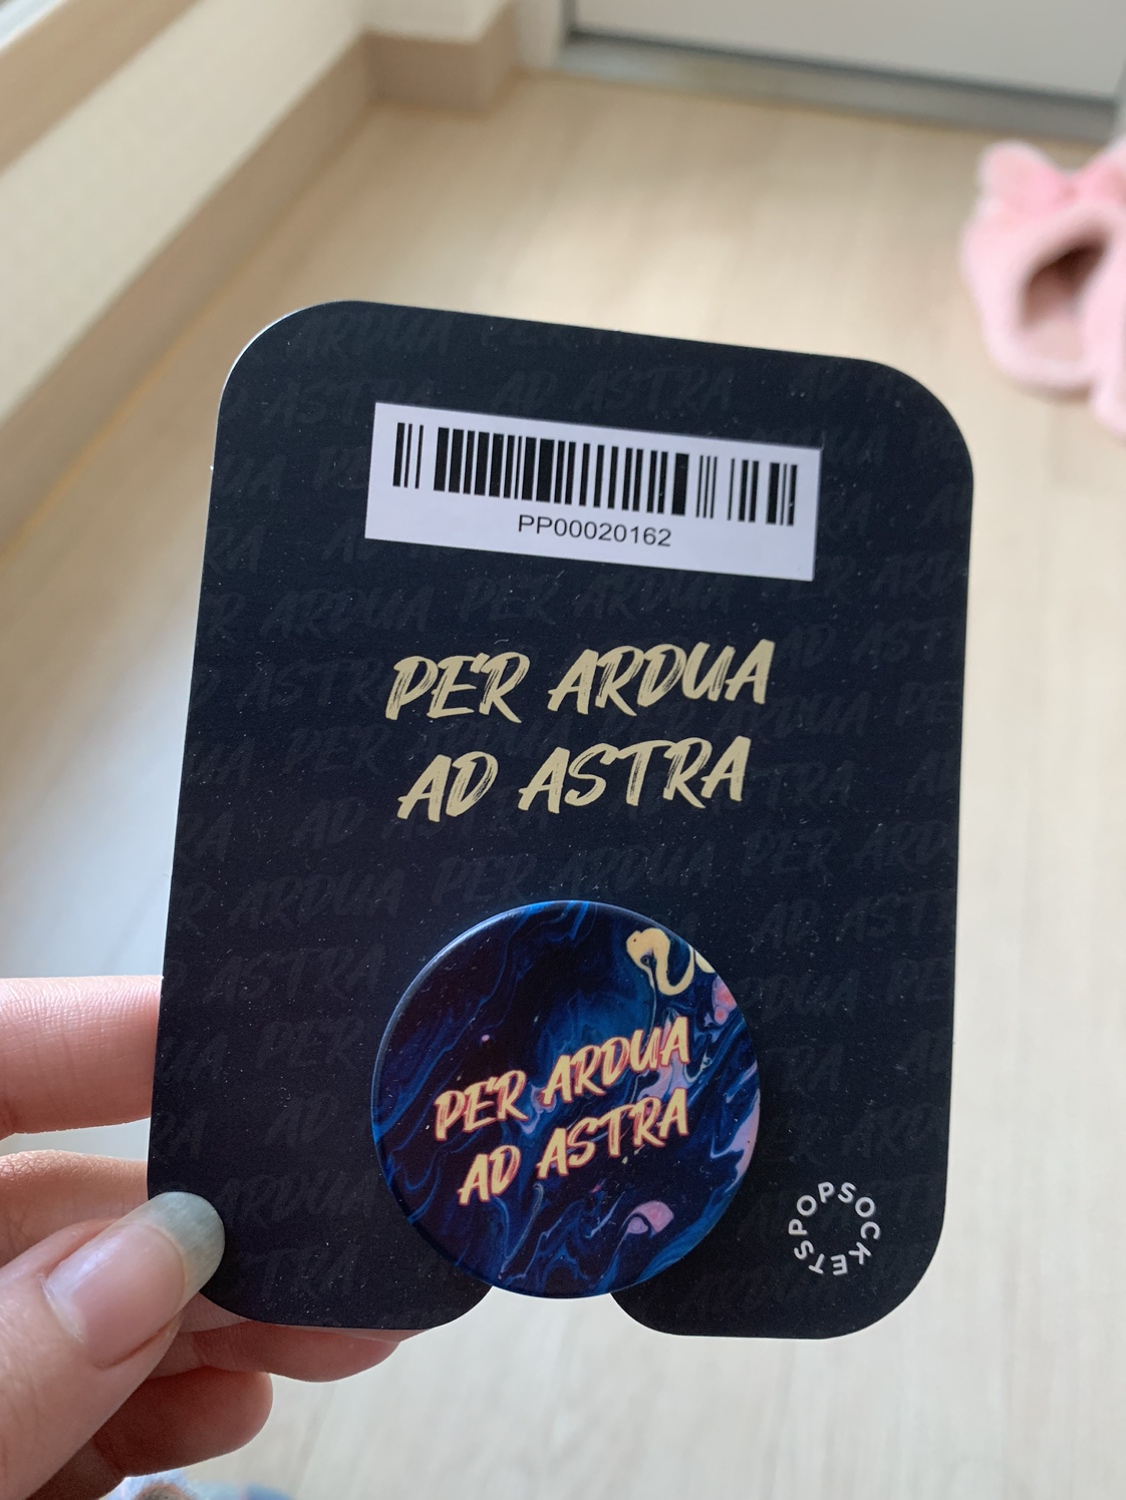 PP00020162
PER ARDUA
AD ASTRA
PER ARDUA
AD ASTRA
POPSOCKETS